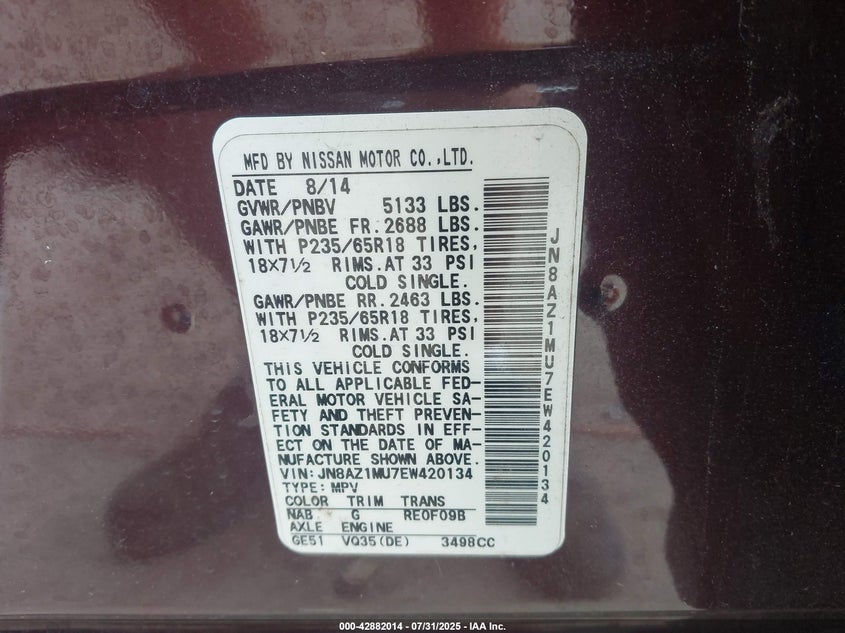 MFD BY NISSAN MOTOR CO.,LTD.
DATE 8/14
GVWR/PNBV 5133 LBS.
GAWR/PNBE FR. 2688 LBS.
WITH P235/65R18 TIRES,
18X7½ RIMS.AT 33 PSI
COLD SINGLE.
GAWR/PNBE RR. 2463 LBS.
WITH P235/65R18 TIRES,
18X7½ RIMS.AT 33 PSI
COLD SINGLE.
THIS VEHICLE CONFORMS
TO ALL APPLICABLE FED-
ERAL MOTOR VEHICLE SA-
FETY AND THEFT PREVEN-
TION STANDARDS IN EFF-
ECT ON THE DATE OF MA-
NUFACTURE SHOWN ABOVE.
VIN:JN8AZ1MU7EW420134
TYPE:MPV
COLOR TRIM TRANS
NAB G RE0F09B
AXLE ENGINE
GE51 VQ35(DE) 3498CC
JN8AZ1MU7EW420134
000-42882014 - 07/31/2025 - IAA Inc.